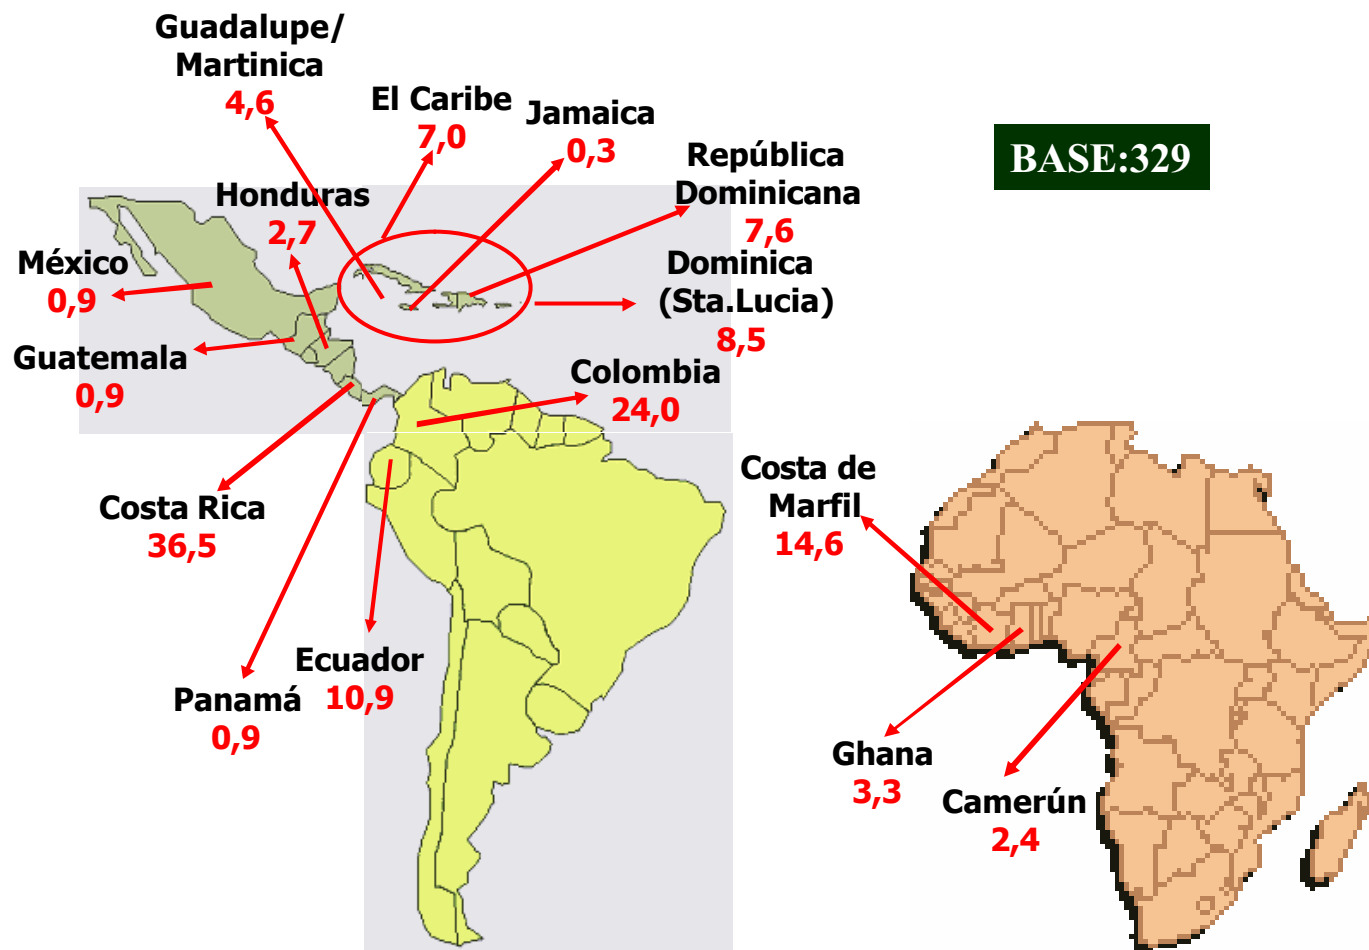 Guadalupe/
Martinica
4,6
El Caribe
7,0
Jamaica
0,3
República
Dominicana
7,6
BASE:329
Honduras
2,7
México
0,9
Dominica
(Sta.Lucia)
8,5
Guatemala
0,9
Colombia
24,0
Costa Rica
36,5
Costa de
Marfil
14,6
Ecuador
10,9
Panamá
0,9
Ghana
3,3
Camerún
2,4